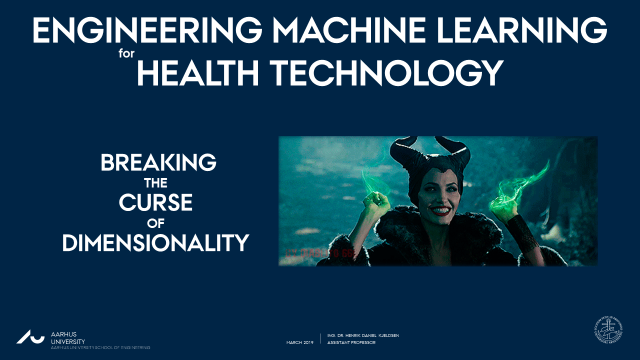 ENGINEERING MACHINE LEARNING
for
HEALTH TECHNOLOGY
BREAKING
THE
CURSE
OF
DIMENSIONALITY
AARHUS
UNIVERSITY
AARHUS UNIVERSITY SCHOOL OF ENGINEERING
MARCH 2019
ING. DR. HENRIK DANIEL KJELDSEN
ASSISTANT PROFESSOR